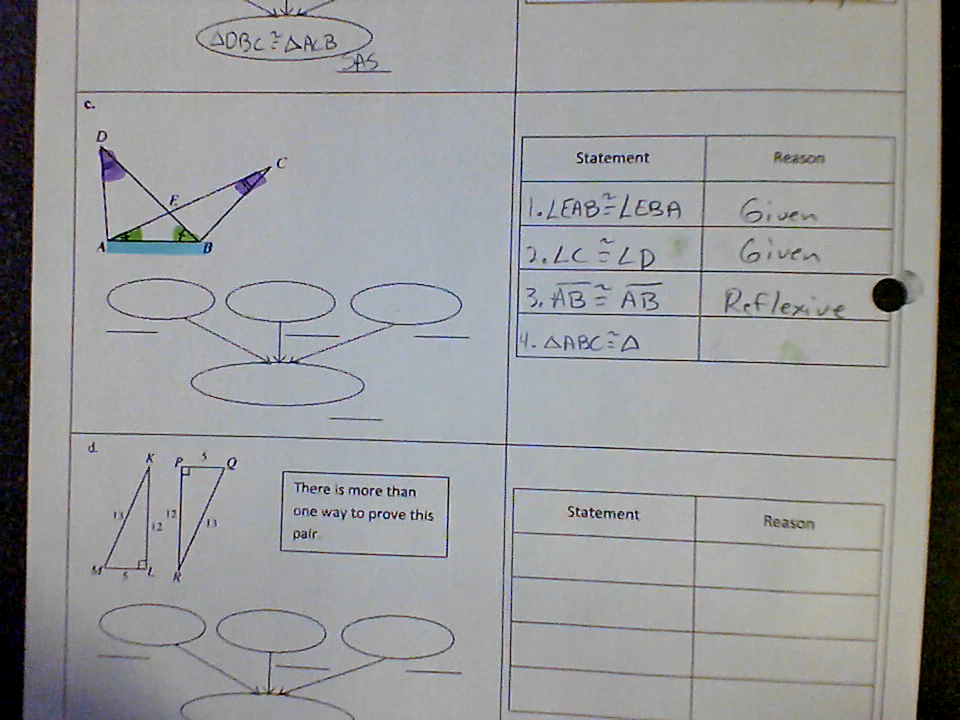 △DBC ≅ △ACB
SAS
c.
D
C
E
A
B
Statement
Reason
1. ∠EAB ≅ ∠EBA
Given
2. ∠C ≅ ∠D
Given
3. AB ≅ AB
Reflexive
4. △ABC ≅ △
d.
K
P
5
Q
13
12
12
13
M
5
L
R
There is more than
one way to prove this
pair.
Statement
Reason